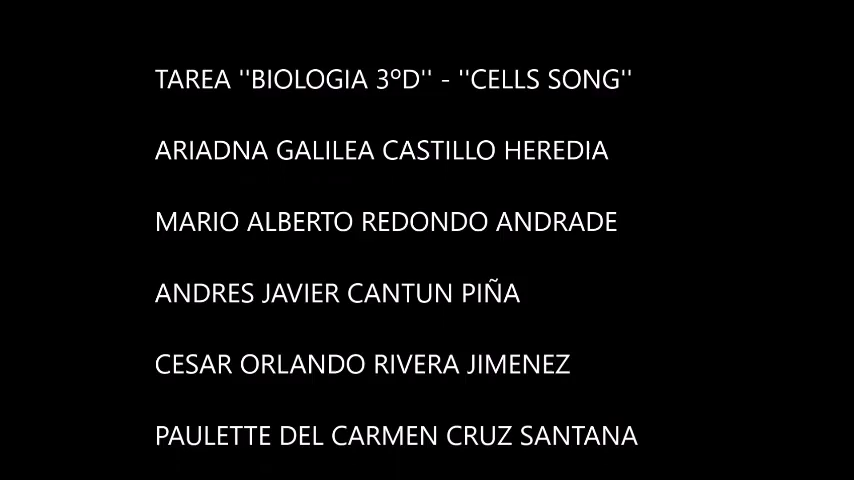 TAREA ''BIOLOGIA 3ºD'' - ''CELLS SONG''
ARIADNA GALILEA CASTILLO HEREDIA
MARIO ALBERTO REDONDO ANDRADE
ANDRES JAVIER CANTUN PIÑA
CESAR ORLANDO RIVERA JIMENEZ
PAULETTE DEL CARMEN CRUZ SANTANA